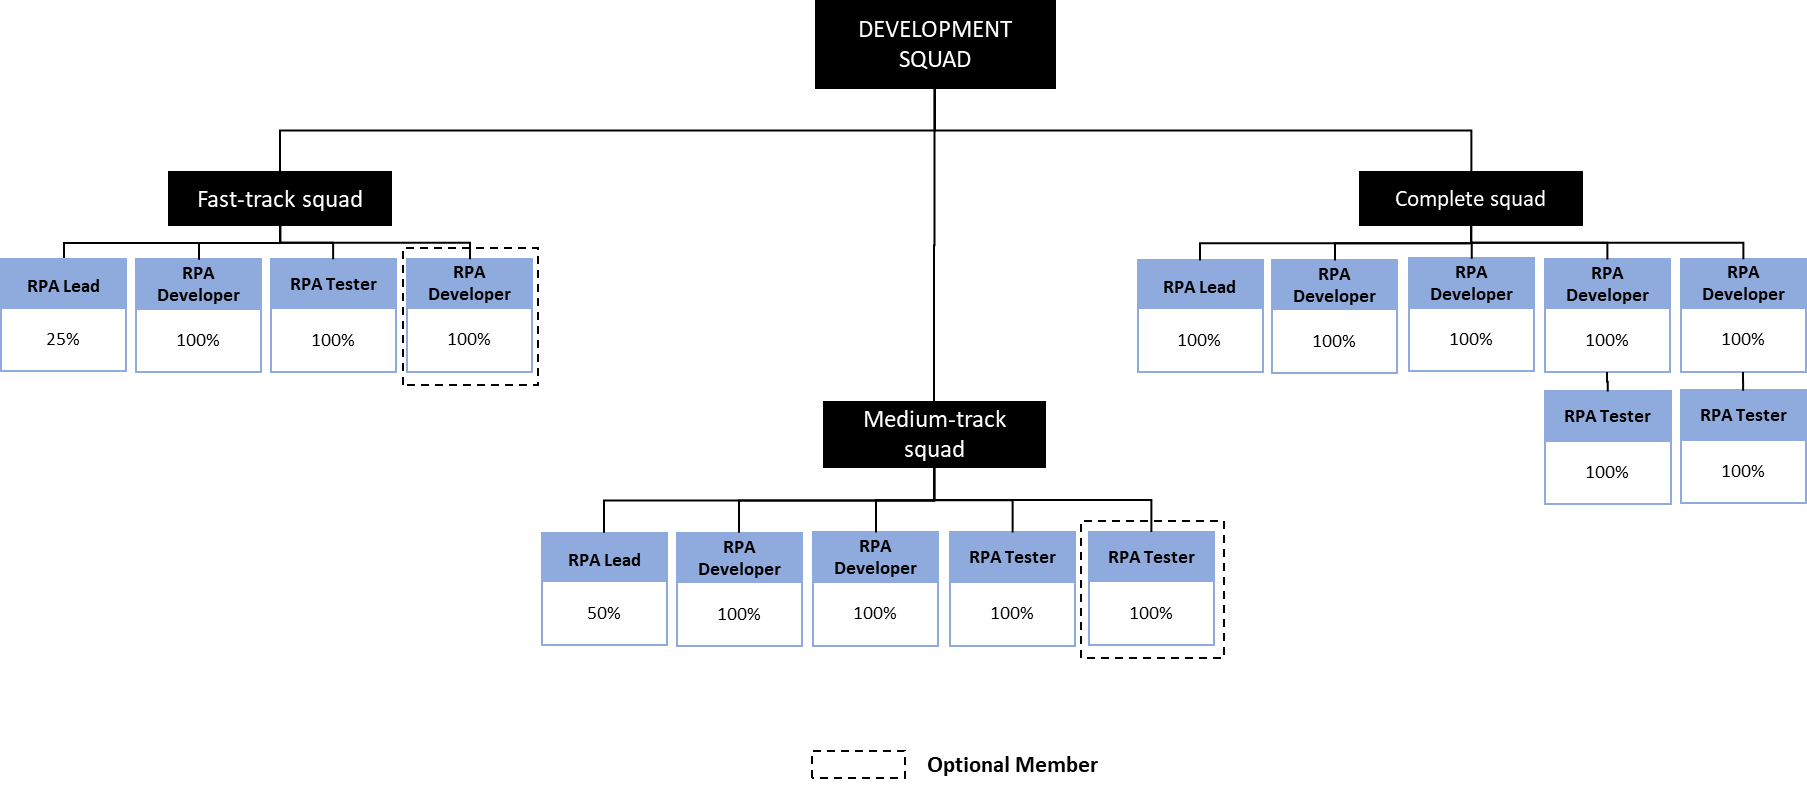 DEVELOPMENT
SQUAD
Fast-track squad
RPA Lead
25%
RPA
Developer
100%
RPA Tester
100%
RPA
Developer
100%
Medium-track
squad
RPA Lead
50%
RPA
Developer
100%
RPA
Developer
100%
RPA Tester
100%
RPA Tester
100%
Complete squad
RPA Lead
100%
RPA
Developer
100%
RPA
Developer
100%
RPA
Developer
100%
RPA
Developer
100%
RPA Tester
100%
RPA Tester
100%
Optional Member